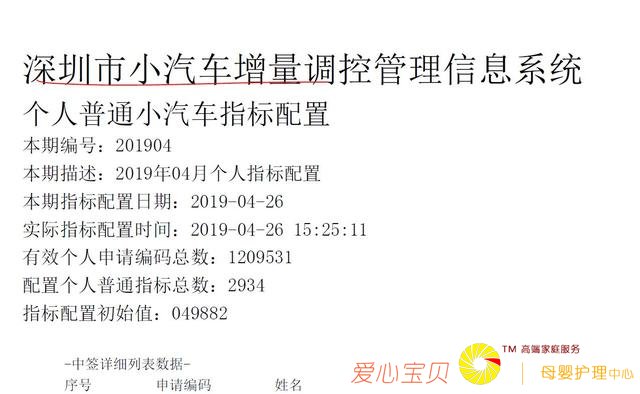 深圳市小汽车增量调控管理信息系统
个人普通小汽车指标配置
本期编号：201904
本期描述：2019年04月个人指标配置
本期指标配置日期：2019-04-26
实际指标配置时间：2019-04-26 15:25:11
有效个人申请编码总数：1209531
配置个人普通指标总数：2934
指标配置初始值：049882
-中签详细列表数据-
序号 申请编码 姓名
爱心宝贝 TM 高端家庭服务 | 母婴护理中心